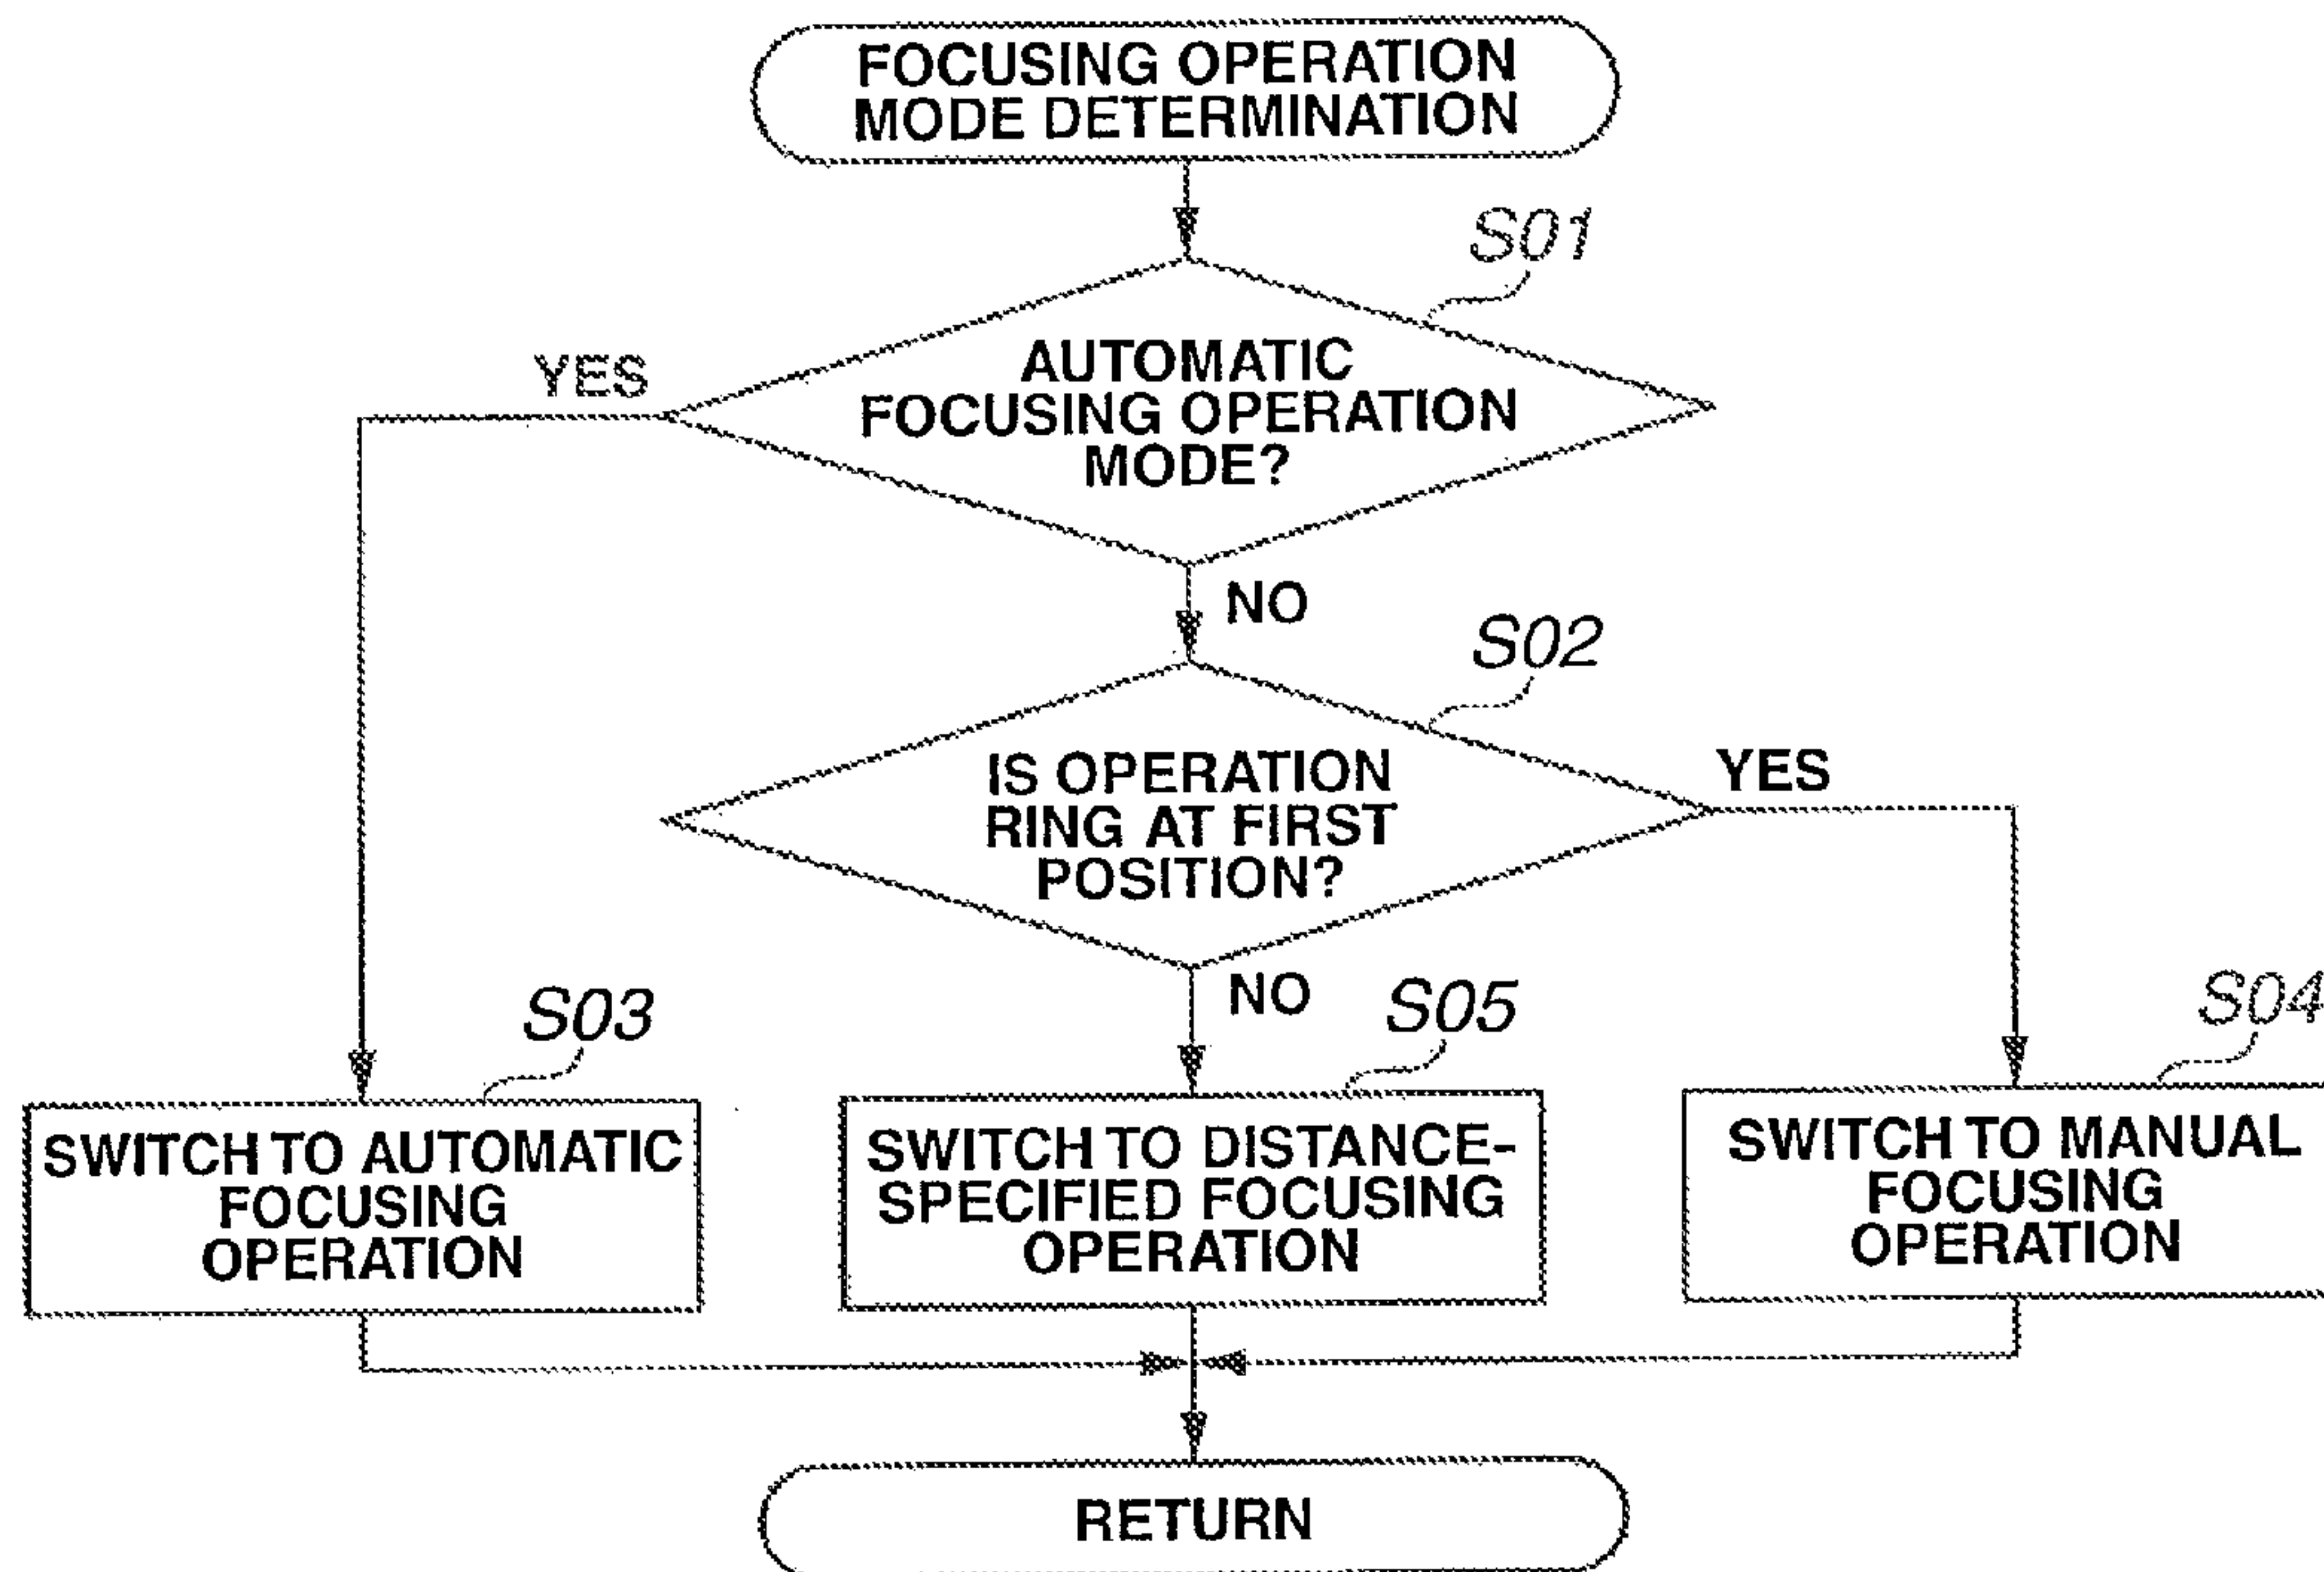 FOCUSING OPERATION
MODE DETERMINATION
S01
AUTOMATIC
FOCUSING OPERATION
MODE?
YES
NO
S02
IS OPERATION
RING AT FIRST
POSITION?
YES
NO
S03
SWITCH TO AUTOMATIC
FOCUSING
OPERATION
S05
SWITCH TO DISTANCE-
SPECIFIED FOCUSING
OPERATION
S04
SWITCH TO MANUAL
FOCUSING
OPERATION
RETURN